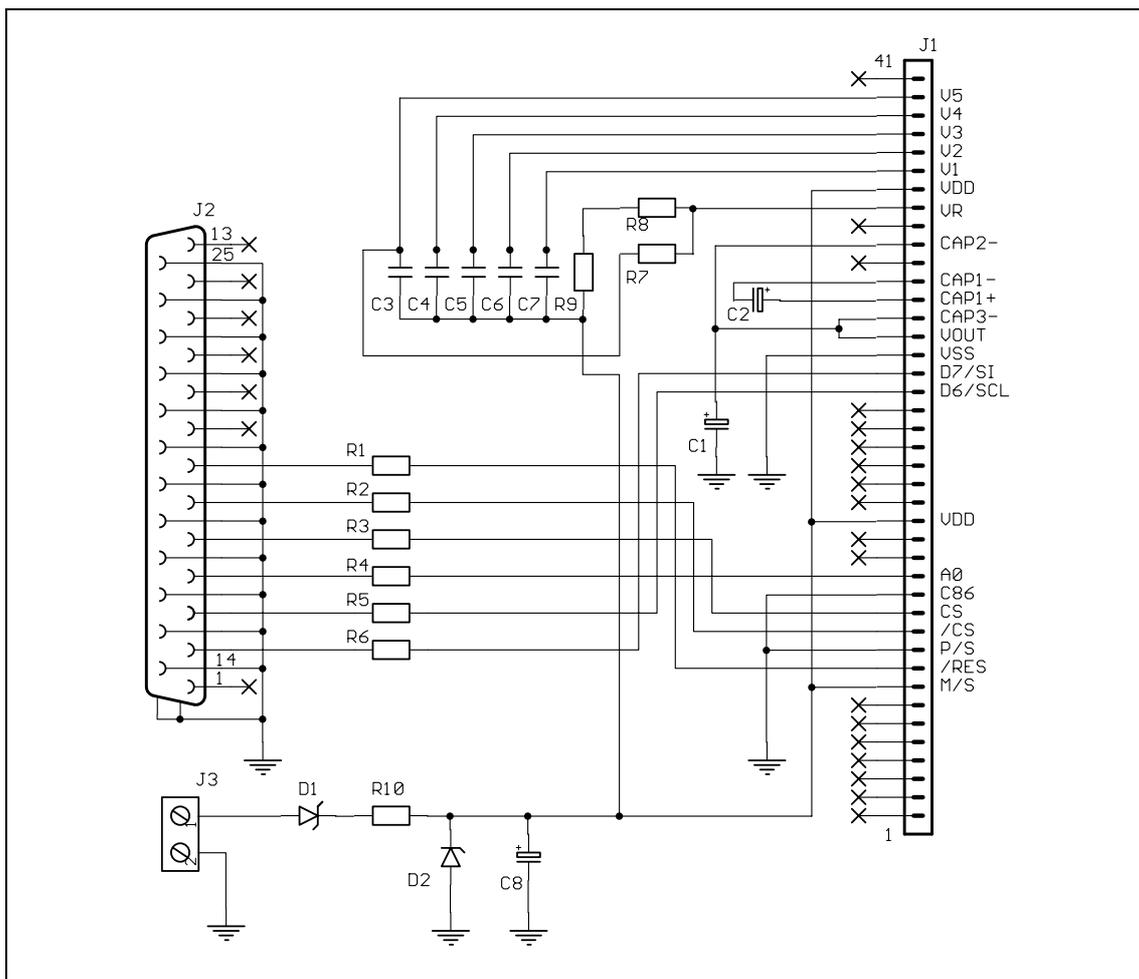 J1
41
V5
V4
V3
V2
V1
VDD
VR
CAP2-
CAP1-
CAP1+
CAP3-
VOUT
VSS
D7/SI
D6/SCL
VDD
A0
C86
CS
/CS
P/S
/RES
M/S
1
J2
13
25
14
1
R8
R7
C3 C4 C5 C6 C7 R9
C2
C1
R1
R2
R3
R4
R5
R6
J3
1
2
D1
R10
D2
C8